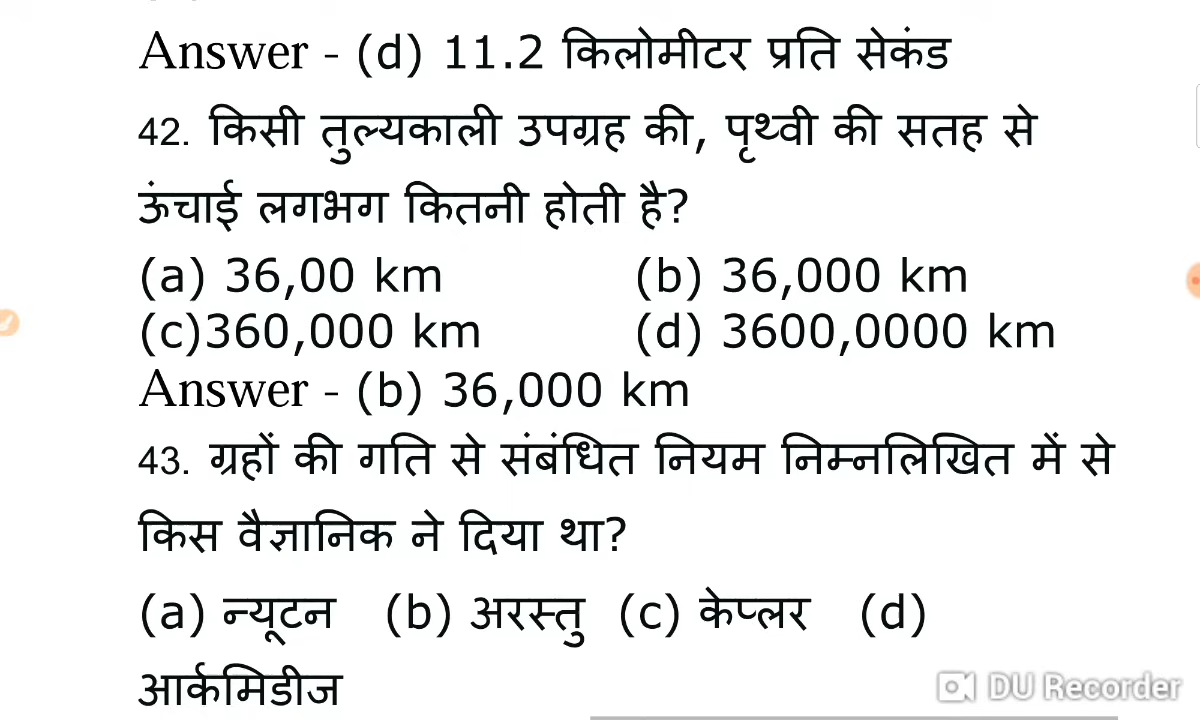 Answer - (d) 11.2 किलोमीटर प्रति सेकंड
42. किसी तुल्यकाली उपग्रह की, पृथ्वी की सतह से
ऊंचाई लगभग कितनी होती है?
(a) 36,00 km (b) 36,000 km
(c)360,000 km (d) 3600,0000 km
Answer - (b) 36,000 km
43. ग्रहों की गति से संबंधित नियम निम्नलिखित में से
किस वैज्ञानिक ने दिया था?
(a) न्यूटन (b) अरस्तु (c) केप्लर (d)
आर्कमिडीज
DU Recorder